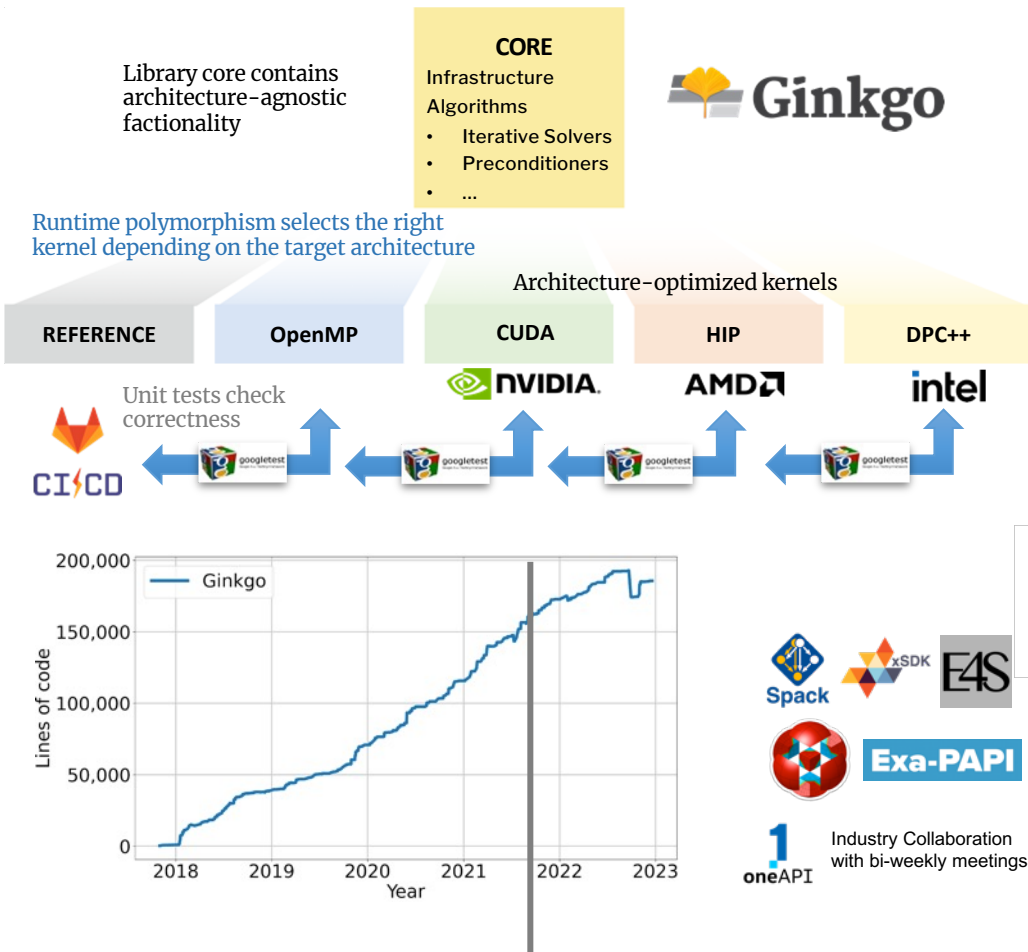 CORE
Infrastructure
Algorithms
• Iterative Solvers
• Preconditioners
• ...
Library core contains
architecture-agnostic
factionality
Ginkgo
Runtime polymorphism selects the right
kernel depending on the target architecture
Architecture-optimized kernels
REFERENCE
OpenMP
CUDA
HIP
DPC++
NVIDIA.
AMD
intel
Unit tests check
correctness
CI/CD
googletest
googletest
googletest
googletest
200,000
150,000
100,000
50,000
0
Lines of code
Ginkgo
2018
2019
2020
2021
2022
2023
Year
Spack
xSDK
E4S
Exa-PAPI
oneAPI
Industry Collaboration
with bi-weekly meetings